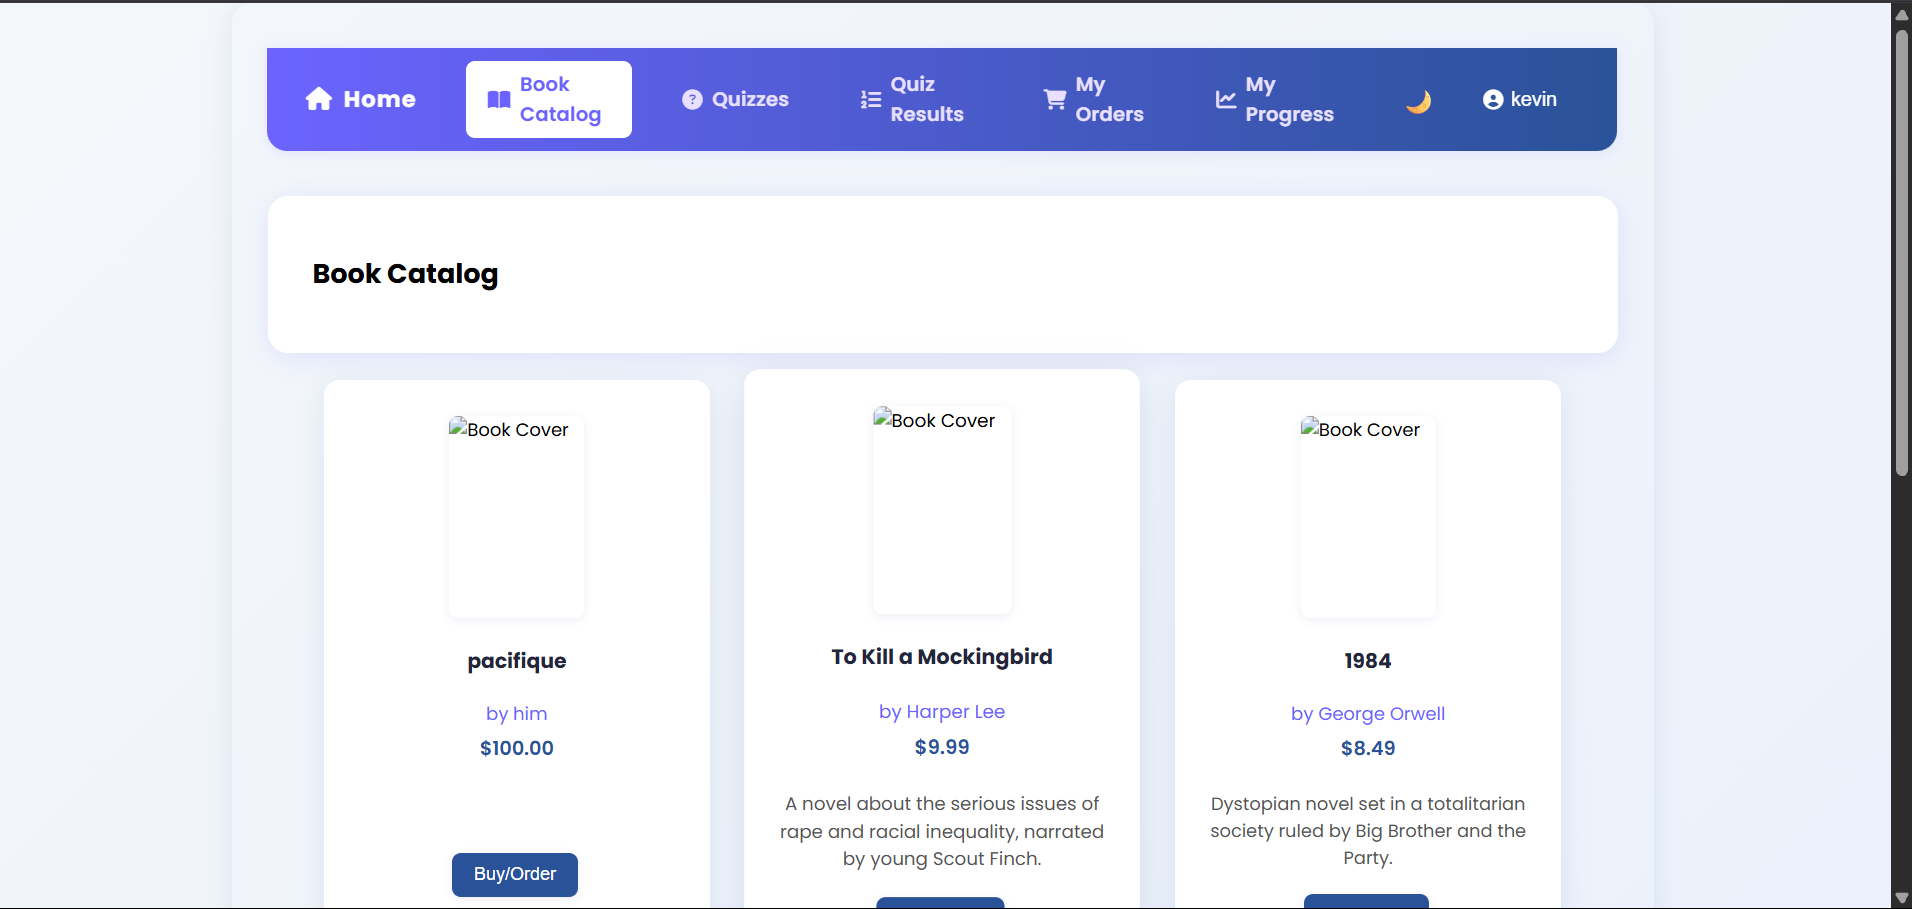 Home
Book
Catalog
Quizzes
Quiz
Results
My
Orders
My
Progress
kevin
Book Catalog
Book Cover
pacifique
by him
$100.00
Buy/Order
Book Cover
To Kill a Mockingbird
by Harper Lee
$9.99
A novel about the serious issues of
rape and racial inequality, narrated
by young Scout Finch.
Book Cover
1984
by George Orwell
$8.49
Dystopian novel set in a totalitarian
society ruled by Big Brother and the
Party.